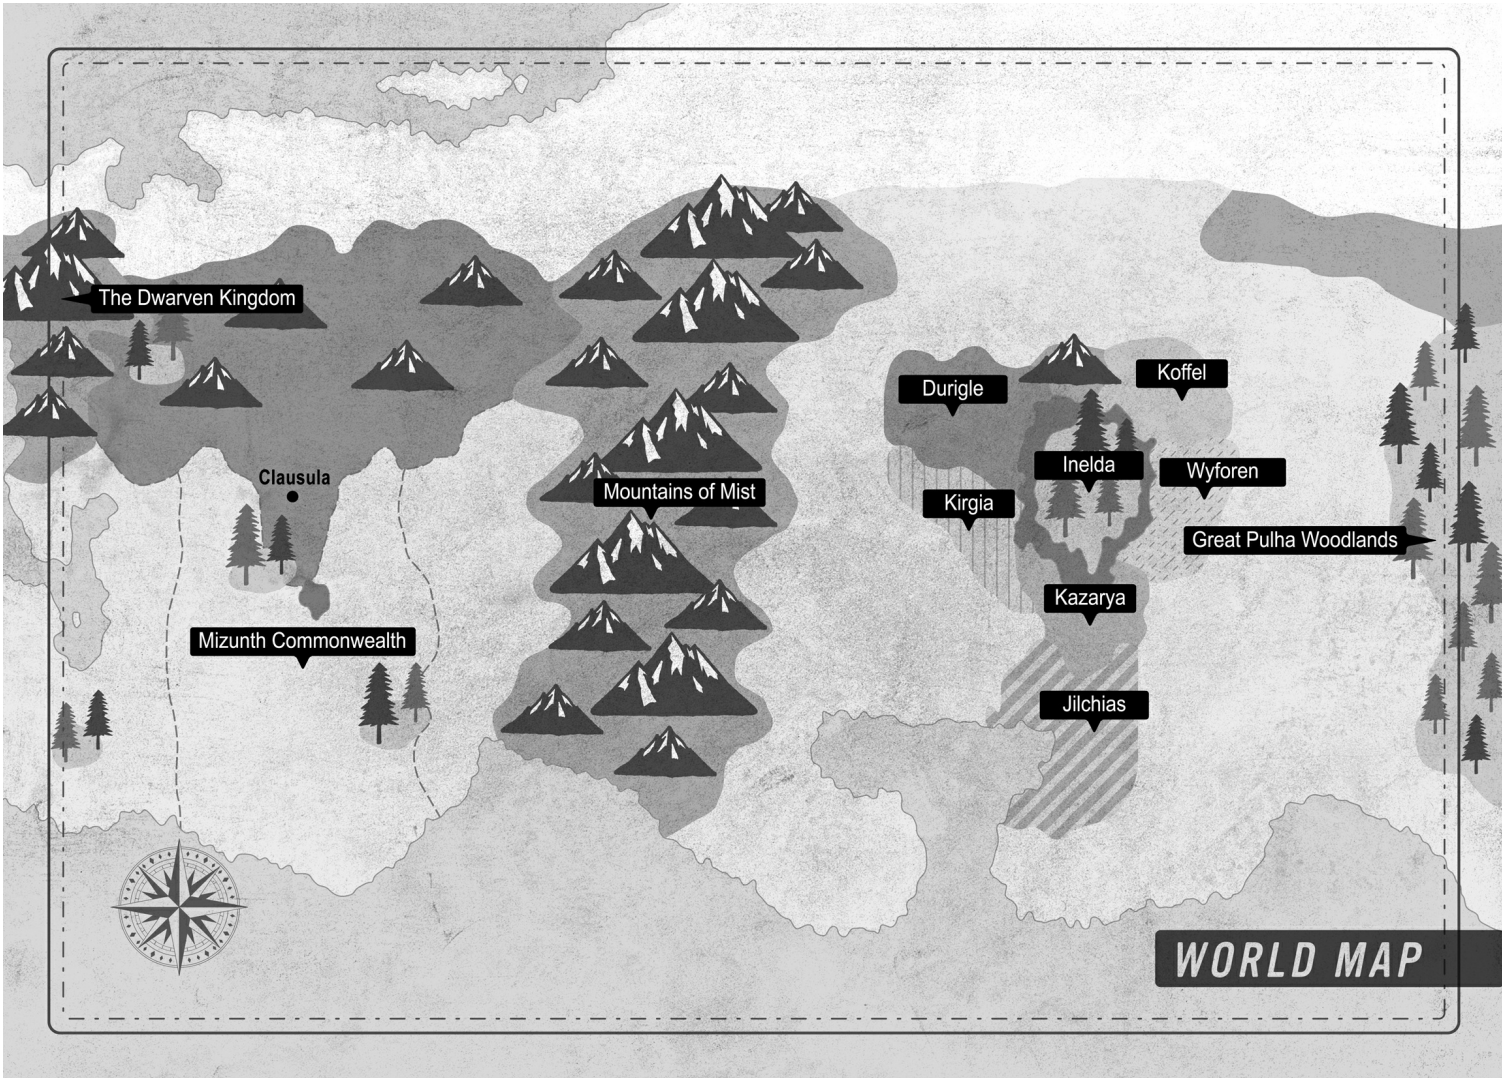 The Dwarven Kingdom
Durigle
Koffel
Clausula
Inelda
Wyforen
Mountains of Mist
Kirgia
Great Pulha Woodlands
Kazarya
Mizunth Commonwealth
Jilchias
WORLD MAP